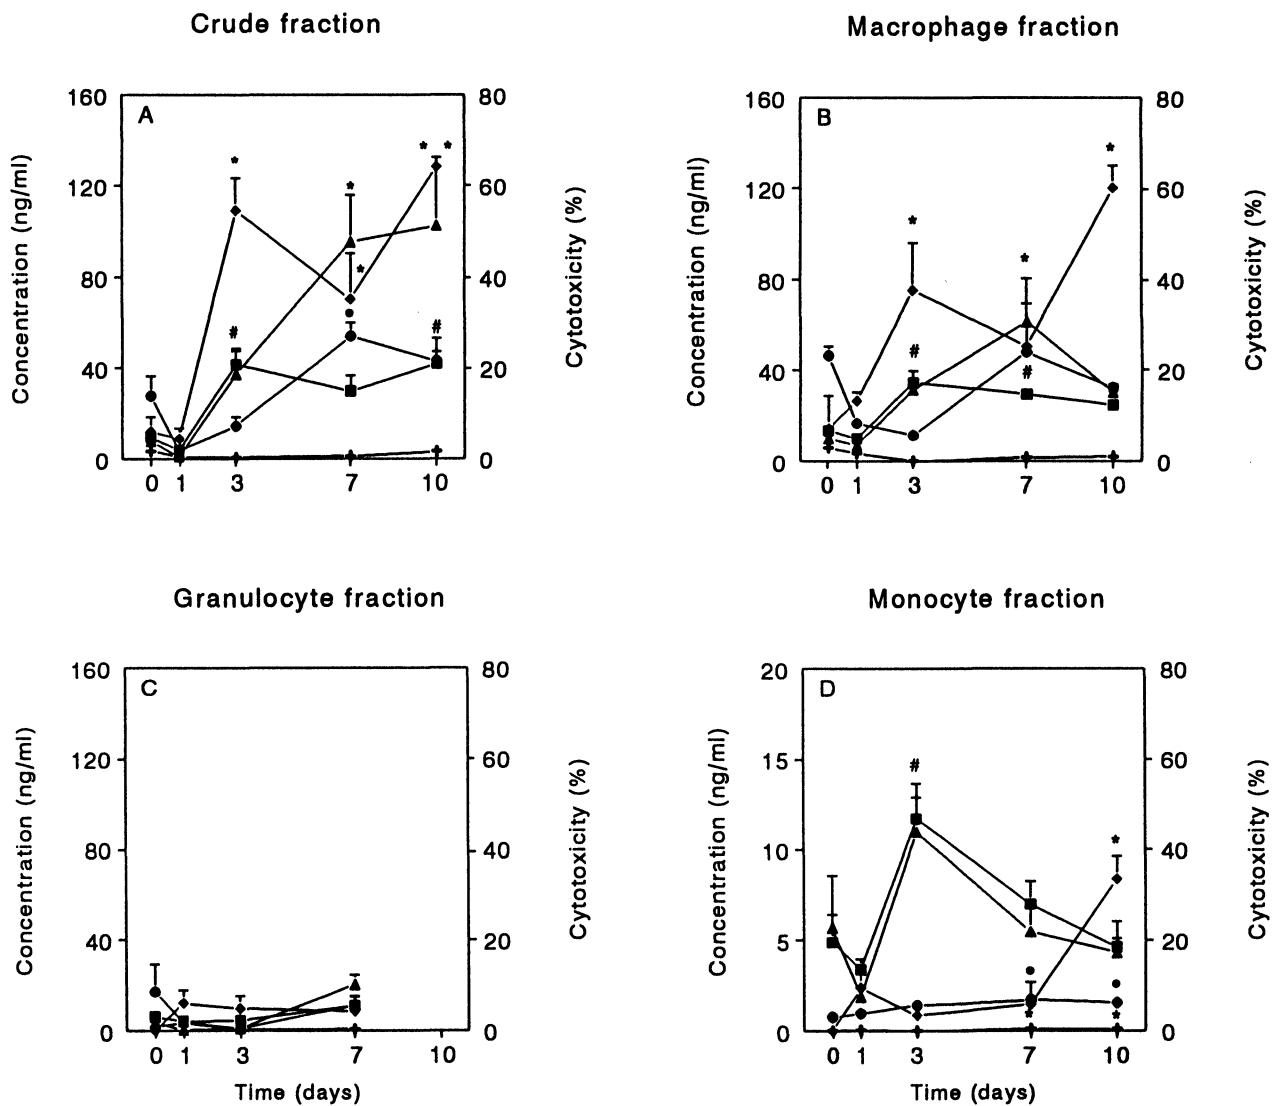 Crude fraction
Macrophage fraction
A
B
160
120
80
40
0
80
60
40
20
0
Concentration (ng/ml)
Cytotoxicity (%)
* * * * * # #
0 1 3 7 10
160
120
80
40
0
80
60
40
20
0
Concentration (ng/ml)
Cytotoxicity (%)
* * * # #
0 1 3 7 10
Granulocyte fraction
Monocyte fraction
C
D
160
120
80
40
0
80
60
40
20
0
Concentration (ng/ml)
Cytotoxicity (%)
0 1 3 7 10
Time (days)
20
15
10
5
0
80
60
40
20
0
Concentration (ng/ml)
Cytotoxicity (%)
# * * *
0 1 3 7 10
Time (days)